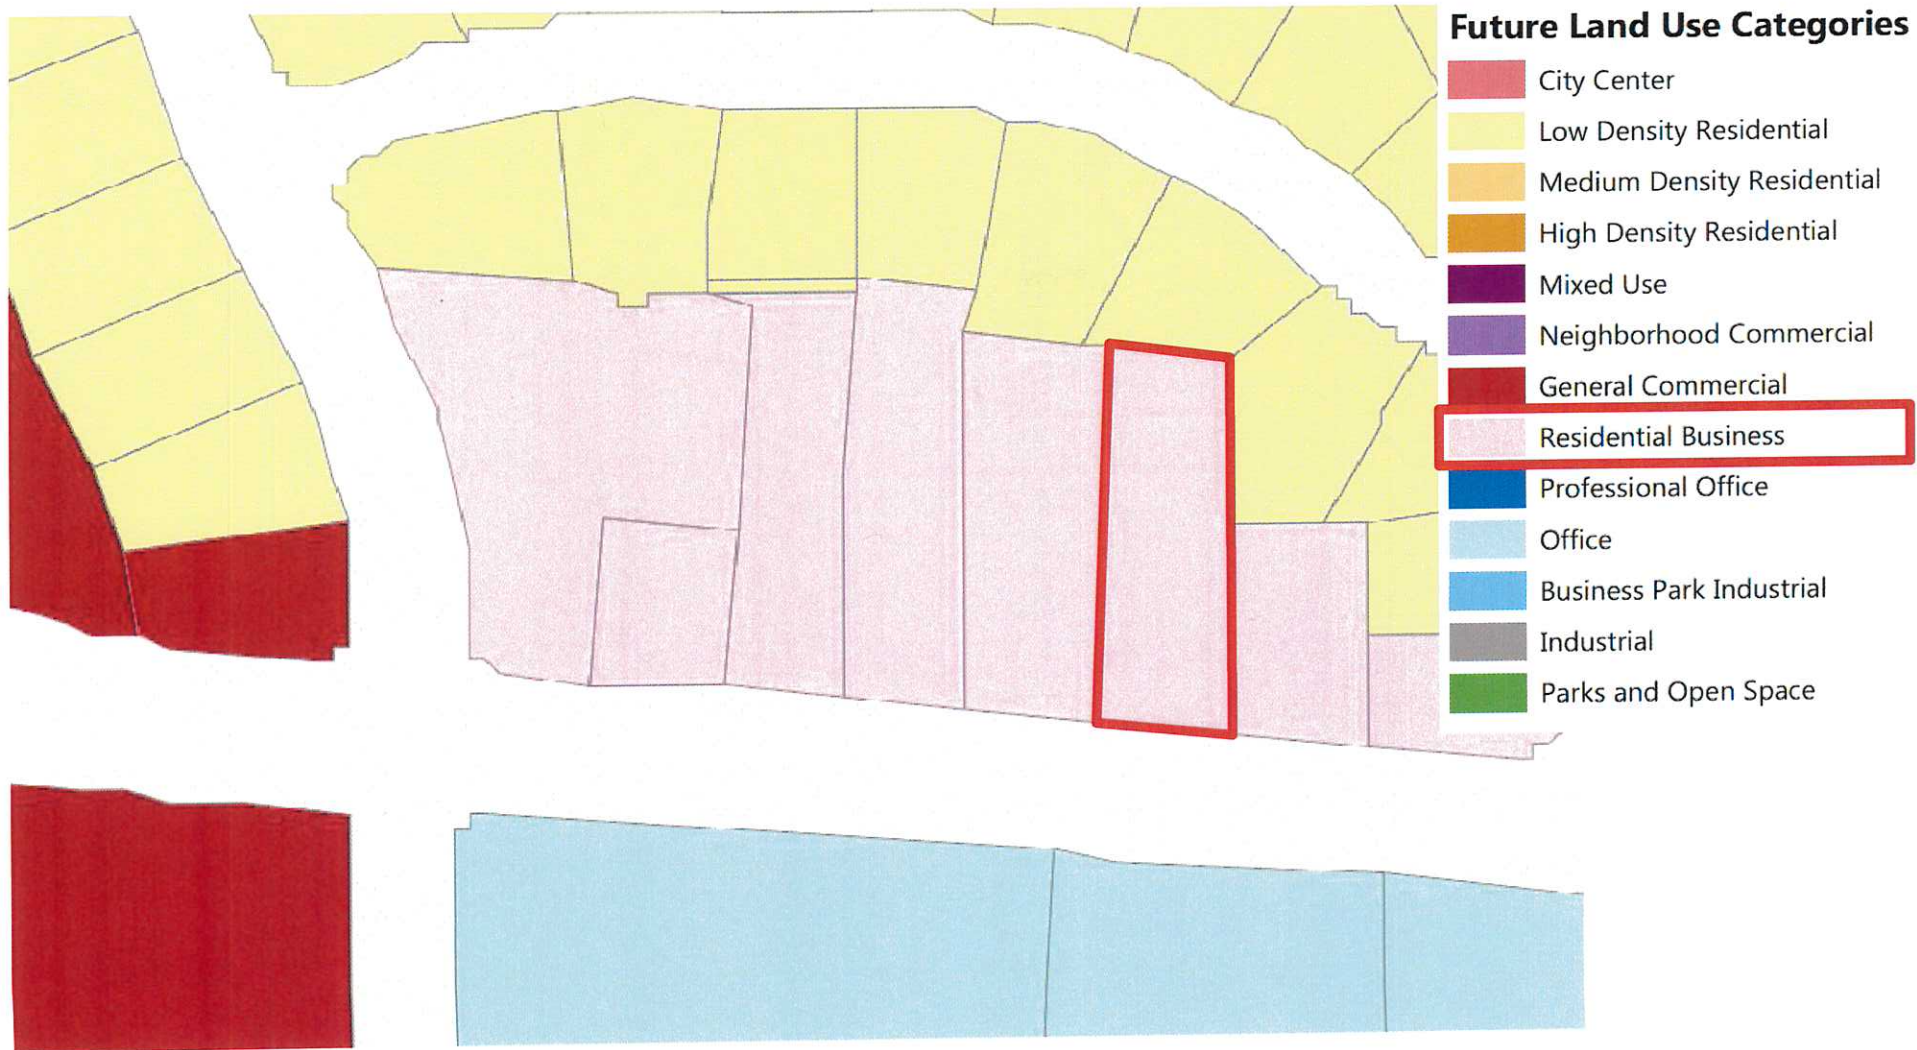 Future Land Use Categories
City Center
Low Density Residential
Medium Density Residential
High Density Residential
Mixed Use
Neighborhood Commercial
General Commercial
Residential Business
Professional Office
Office
Business Park Industrial
Industrial
Parks and Open Space